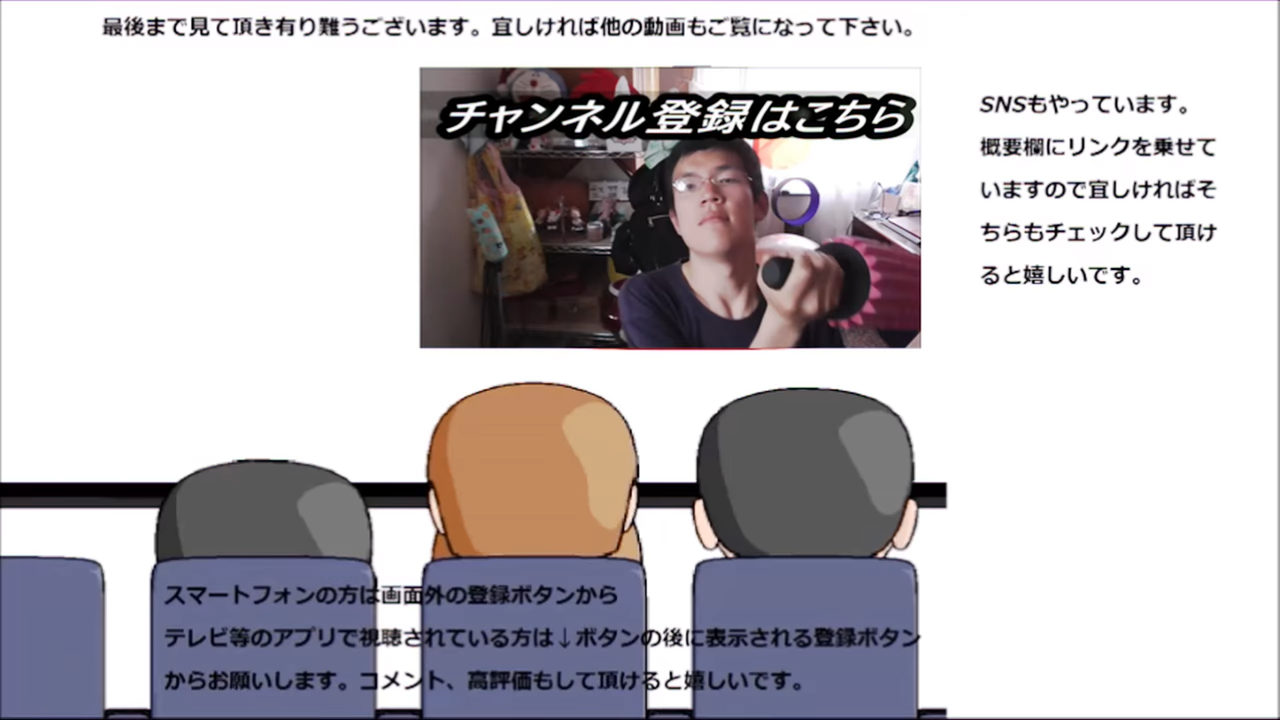 最後まで見て頂き有り難うございます。宜しければ他の動画もご覧になって下さい。
チャンネル登録はこちら
SNSもやっています。
概要欄にリンクを乗せて
いますので宜しければそ
ちらもチェックして頂け
ると嬉しいです。
スマートフォンの方は画面外の登録ボタンから
テレビ等のアプリで視聴されている方は↓ボタンの後に表示される登録ボタン
からお願いします。コメント、高評価もして頂けると嬉しいです。